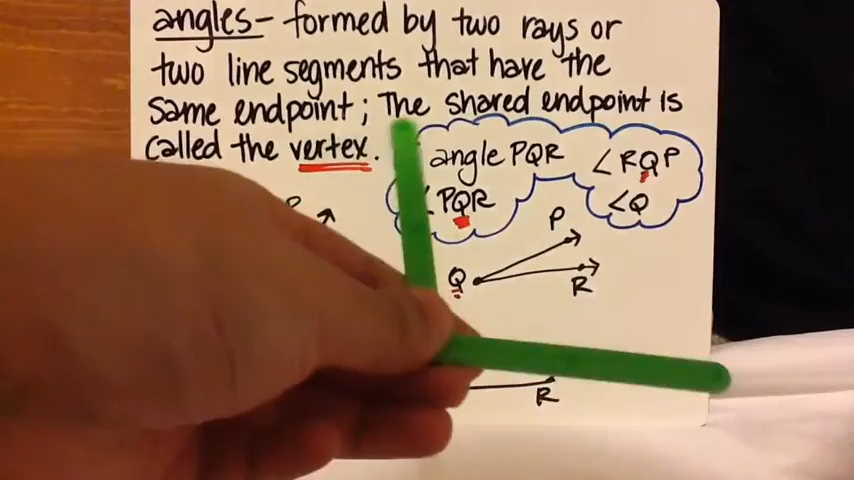 angles- formed by two rays or
two line segments that have the
same endpoint; The shared endpoint is
called the vertex.
angle PQR ∠RQP
∠PQR ∠Q
P
Q
R
R